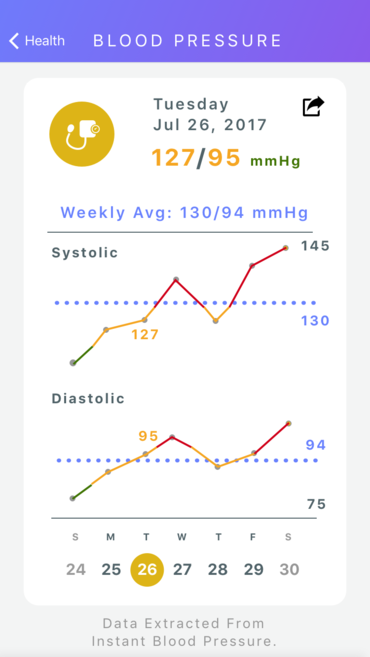 Health
BLOOD PRESSURE
Tuesday
Jul 26, 2017
127/95 mmHg
Weekly Avg: 130/94 mmHg
Systolic
145
130
127
Diastolic
95
94
75
S M T W T F S
24 25 26 27 28 29 30
Data Extracted From
Instant Blood Pressure.